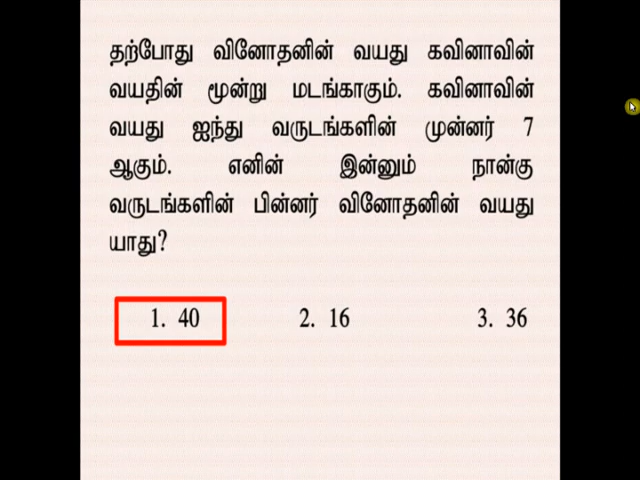 தற்போது வினோதனின் வயது கவினாவின்
வயதின் மூன்று மடங்காகும். கவினாவின்
வயது ஐந்து வருடங்களின் முன்னர் 7
ஆகும். எனின் இன்னும் நான்கு
வருடங்களின் பின்னர் வினோதனின் வயது
யாது?
1. 40 2. 16 3. 36